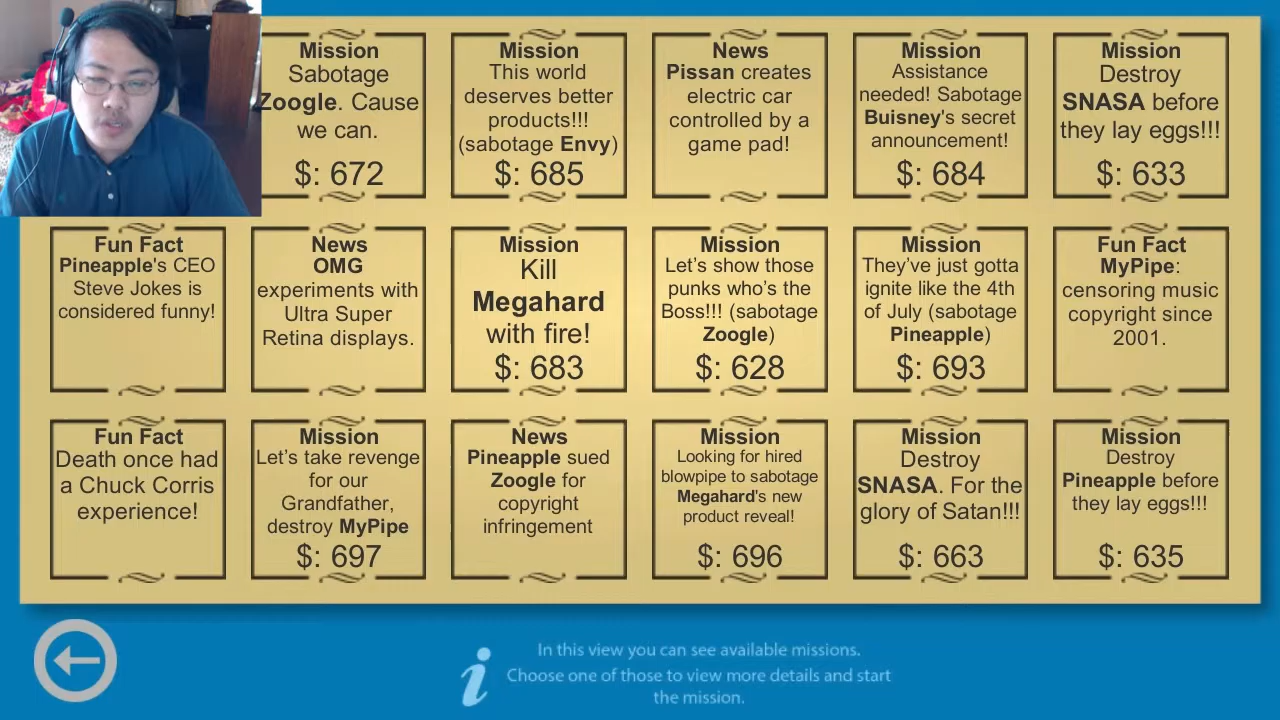 Mission
Sabotage
Zoogle. Cause
we can.
$: 672
Mission
This world
deserves better
products!!!
(sabotage Envy)
$: 685
News
Pissan creates
electric car
controlled by a
game pad!
Mission
Assistance
needed! Sabotage
Buisney's secret
announcement!
$: 684
Mission
Destroy
SNASA before
they lay eggs!!!
$: 633
Fun Fact
Pineapple's CEO
Steve Jokes is
considered funny!
News
OMG
experiments with
Ultra Super
Retina displays.
Mission
Kill
Megahard
with fire!
$: 683
Mission
Let's show those
punks who's the
Boss!!! (sabotage
Zoogle)
$: 628
Mission
They've just gotta
ignite like the 4th
of July (sabotage
Pineapple)
$: 693
Fun Fact
MyPipe:
censoring music
copyright since
2001.
Fun Fact
Death once had
a Chuck Corris
experience!
Mission
Let's take revenge
for our
Grandfather,
destroy MyPipe
$: 697
News
Pineapple sued
Zoogle for
copyright
infringement
Mission
Looking for hired
blowpipe to sabotage
Megahard's new
product reveal!
$: 696
Mission
Destroy
SNASA. For the
glory of Satan!!!
$: 663
Mission
Destroy
Pineapple before
they lay eggs!!!
$: 635
In this view you can see available missions.
Choose one of those to view more details and start
the mission.